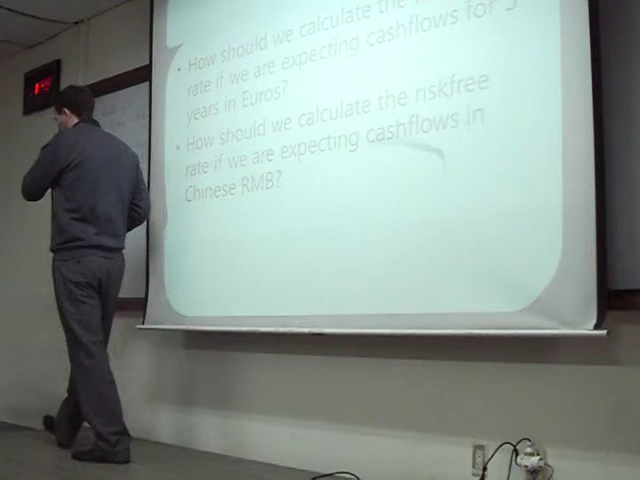 • How should we calculate the
rate if we are expecting cashflows for 5
years in Euros?
• How should we calculate the riskfree
rate if we are expecting cashflows in
Chinese RMB?